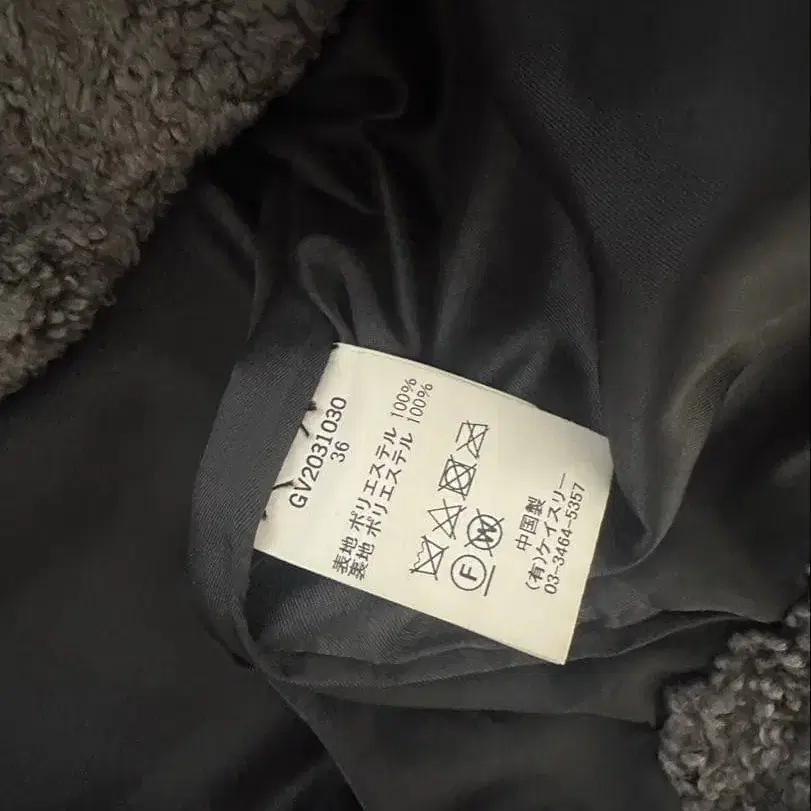 GV2031030
36
表地 ポリエステル 100%
裏地 ポリエステル 100%
F W
中国製
(有)ケイスリー
03-3464-5357